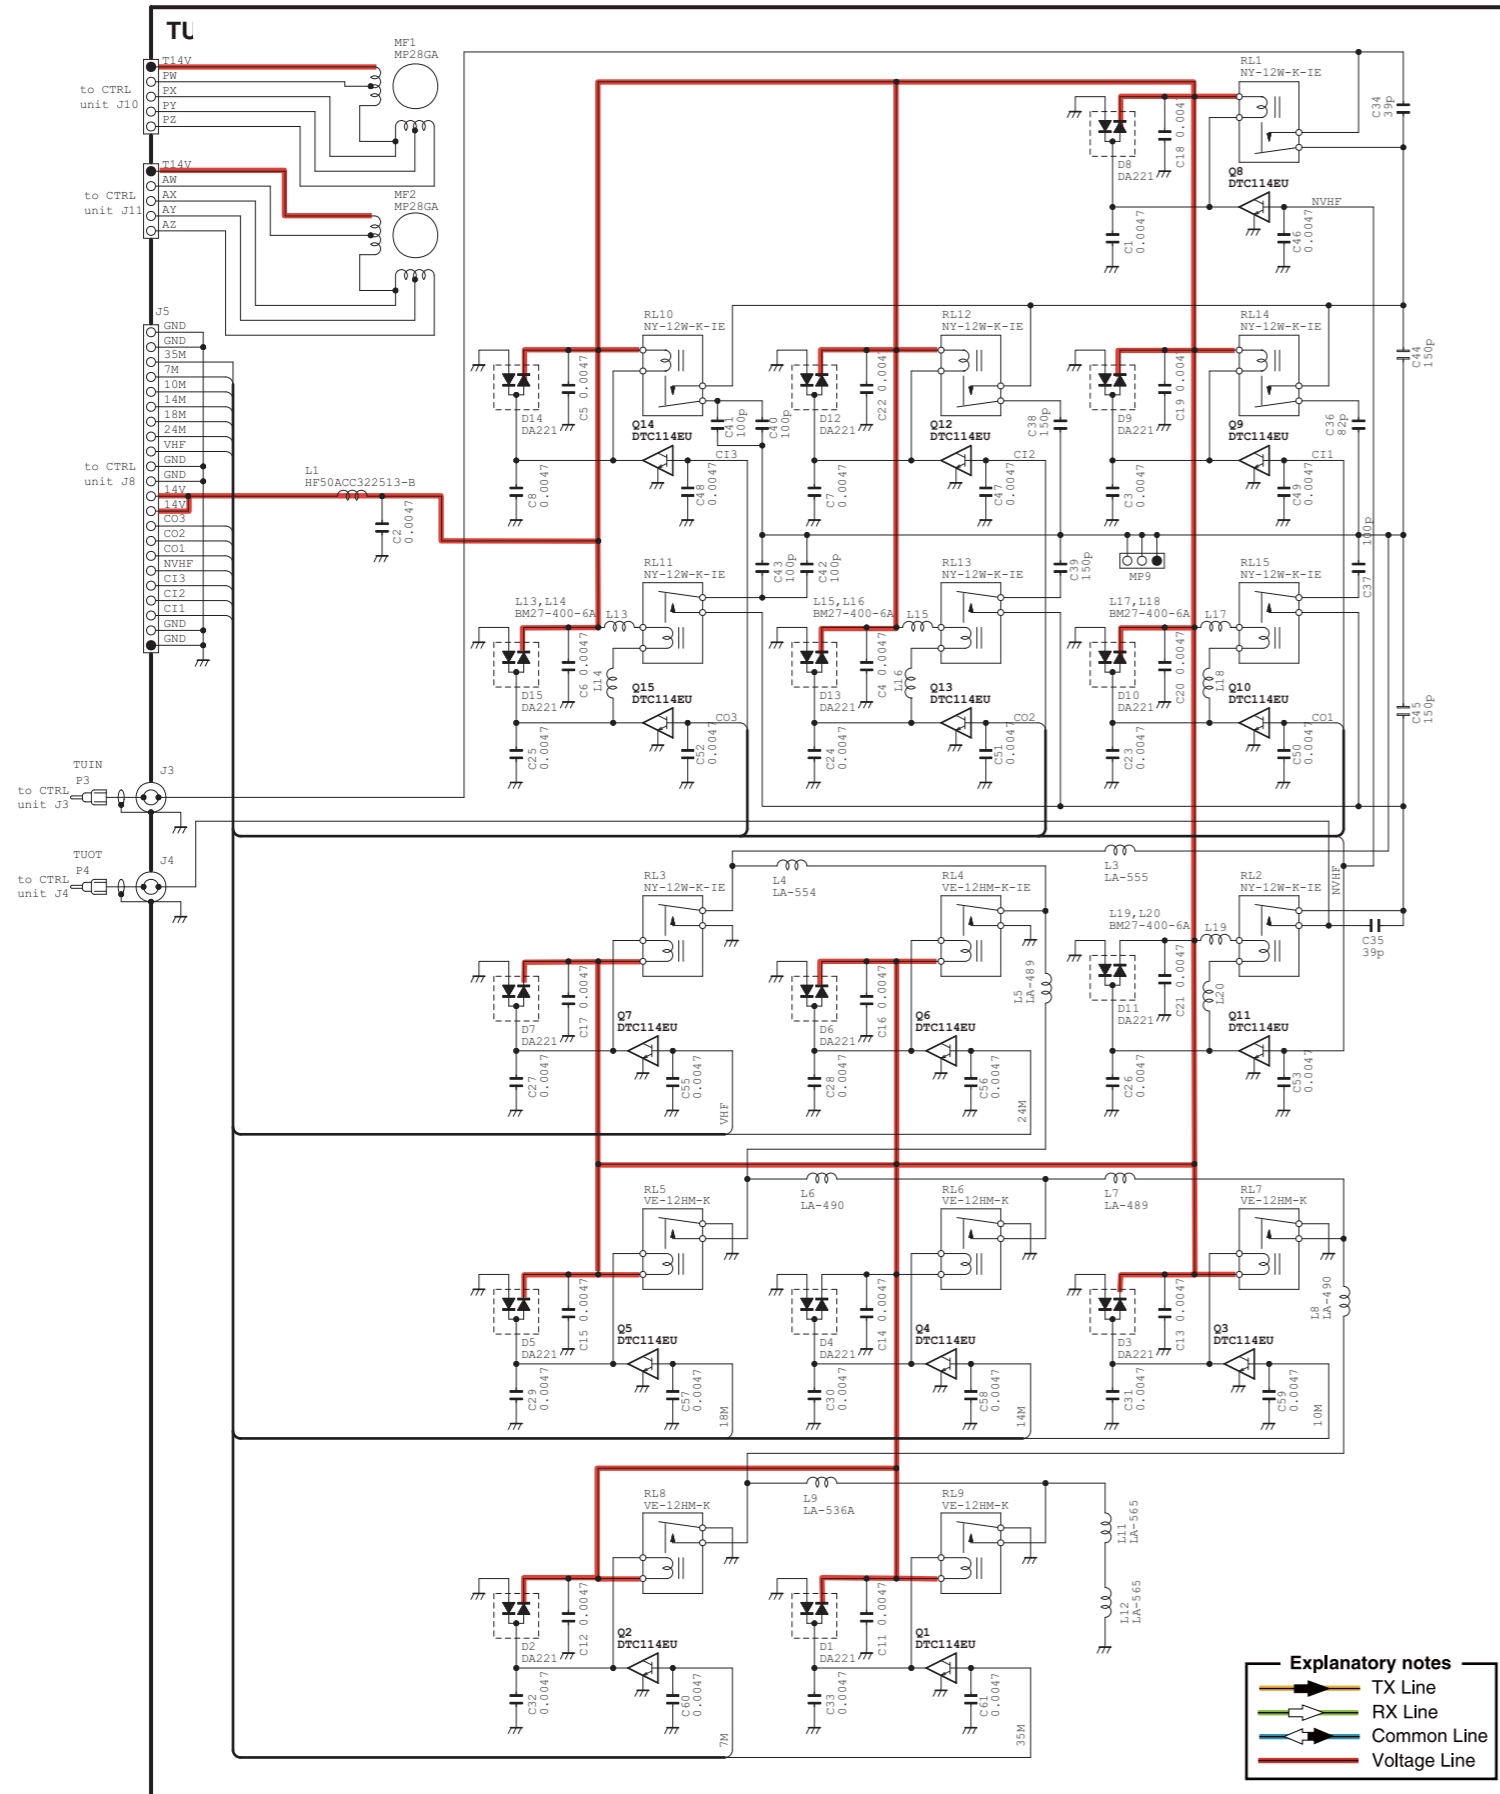 TU
to CTRL
unit J10
T14V
PW
PX
PY
PZ
MF1
MP28GA
to CTRL
unit J11
T14V
AW
AX
AY
AZ
MF2
MP28GA
J5
GND
GND
35M
7M
10M
14M
18M
24M
VHF
GND
GND
14V
14V
CO3
CO2
CO1
NVHF
CI3
CI2
CI1
GND
GND
to CTRL
unit J8
L1
HF50ACC322513-B
C2
0.0047
RL1
NY-12W-K-IE
C34
39p
D8
DA221
C18 0.004
Q8
DTC114EU
NVHF
C1
0.0047
C46
0.0047
RL10
NY-12W-K-IE
D14
DA221
C5 0.0047
Q14
DTC114EU
C41
100p
C40
100p
CI3
C8
0.0047
C48
0.0047
RL12
NY-12W-K-IE
D12
DA221
C22 0.004
Q12
DTC114EU
C38
150p
CI2
C7
0.0047
C47
0.0047
RL14
NY-12W-K-IE
D9
DA221
C19 0.004
Q9
DTC114EU
C36
82p
C44
150p
CI1
C3
0.0047
C49
0.0047
RL11
NY-12W-K-IE
C43
100p
C42
100p
L13,L14
BM27-400-6A
L13
L14
D15
DA221
C6 0.0047
Q15
DTC114EU
CO3
C25
0.0047
C52
0.0047
RL13
NY-12W-K-IE
C39
150p
L15,L16
BM27-400-6A
L15
L16
D13
DA221
C4 0.0047
Q13
DTC114EU
CO2
C24
0.0047
C51
0.0047
MP9
RL15
NY-12W-K-IE
100p
C37
L17,L18
BM27-400-6A
L17
L18
D10
DA221
C20 0.0047
Q10
DTC114EU
CO1
C23
0.0047
C50
0.0047
C45
150p
TUIN
P3
J3
to CTRL
unit J3
TUOT
P4
J4
to CTRL
unit J4
RL3
NY-12W-K-IE
L4
LA-554
D7
DA221
C17 0.0047
Q7
DTC114EU
C27
0.0047
C55
0.0047
VHF
RL4
VE-12HM-K-IE
L3
LA-555
L5
LA-489
D6
DA221
C16 0.0047
Q6
DTC114EU
C28
0.0047
C56
0.0047
24M
RL2
NY-12W-K-IE
NVHF
L19,L20
BM27-400-6A
L19
L20
C35
39p
D11
DA221
C21 0.0047
Q11
DTC114EU
C26
0.0047
C53
0.0047
RL5
VE-12HM-K
L6
LA-490
D5
DA221
C15 0.0047
Q5
DTC114EU
C29
0.0047
C57
0.0047
18M
RL6
VE-12HM-K
L7
LA-489
D4
DA221
C14 0.0047
Q4
DTC114EU
C30
0.0047
C58
0.0047
14M
RL7
VE-12HM-K
L8
LA-490
D3
DA221
C13 0.0047
Q3
DTC114EU
C31
0.0047
C59
0.0047
10M
RL8
VE-12HM-K
L9
LA-536A
D2
DA221
C12 0.0047
Q2
DTC114EU
C32
0.0047
C60
0.0047
7M
RL9
VE-12HM-K
L11
LA-565
L12
LA-565
D1
DA221
C11 0.0047
Q1
DTC114EU
C33
0.0047
C61
0.0047
35M
Explanatory notes
TX Line
RX Line
Common Line
Voltage Line